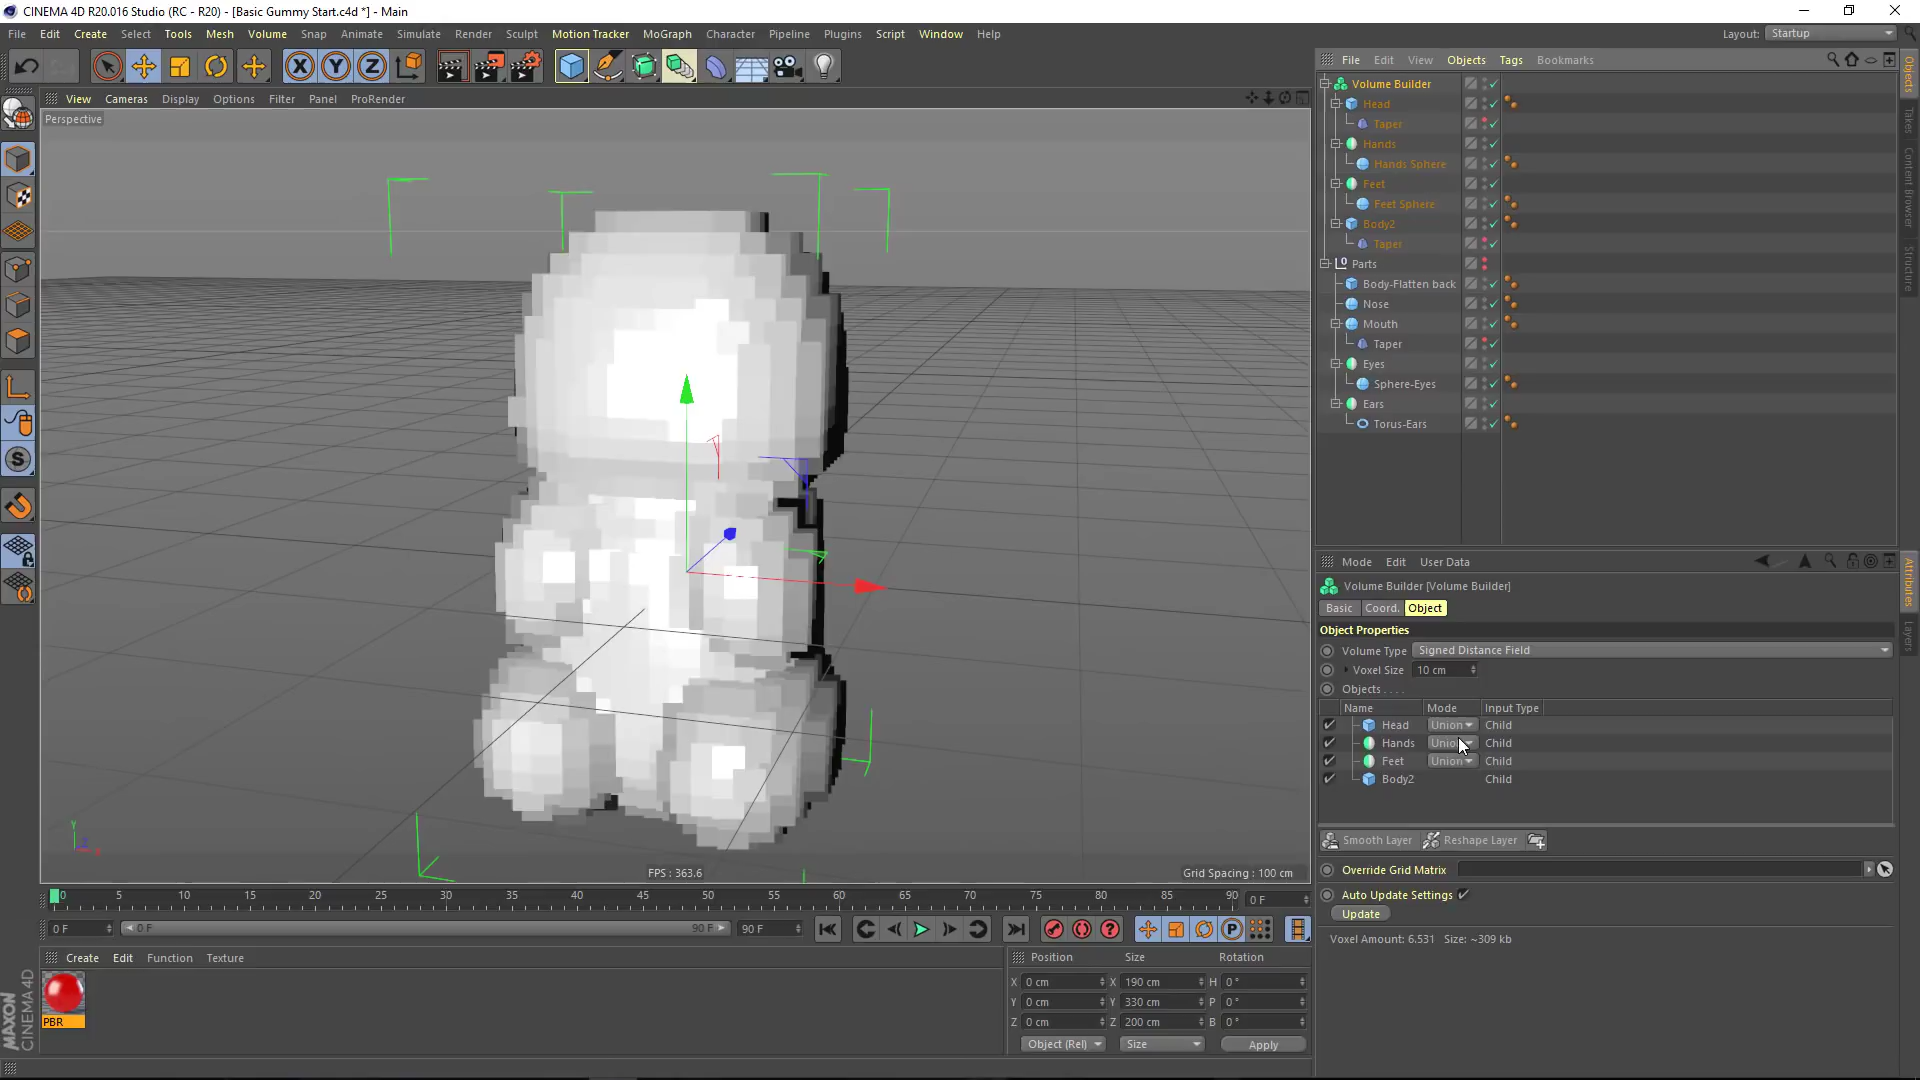 CINEMA 4D R20.016 Studio (RC - R20) - [Basic Gummy Start.c4d *] - Main
File Edit Create Select Tools Mesh Volume Snap Animate Simulate Render Sculpt Motion Tracker MoGraph Character Pipeline Plugins Script Window Help
Layout: Startup
View Cameras Display Options Filter Panel ProRender
Perspective
FPS : 363.6
Grid Spacing : 100 cm
Y
X
0 5 10 15 20 25 30 35 40 45 50 55 60 65 70 75 80 85 90 0 F
0 F 0 F 90 F 90 F
Create Edit Function Texture
PBR
MAXON CINEMA 4D
Position Size Rotation
X 0 cm X 190 cm H 0 °
Y 0 cm Y 330 cm P 0 °
Z 0 cm Z 200 cm B 0 °
Object (Rel) Size Apply
File Edit View Objects Tags Bookmarks
Volume Builder
Head
Taper
Hands
Hands Sphere
Feet
Feet Sphere
Body2
Taper
Parts
Body-Flatten back
Nose
Mouth
Taper
Eyes
Sphere-Eyes
Ears
Torus-Ears
Objects
Takes
Content Browser
Structure
Mode Edit User Data
Volume Builder [Volume Builder]
Basic Coord. Object
Object Properties
Volume Type Signed Distance Field
Voxel Size 10 cm
Objects . . . .
Name Mode Input Type
Head Union Child
Hands Union Child
Feet Union Child
Body2 Child
Smooth Layer Reshape Layer
Override Grid Matrix
Auto Update Settings
Update
Voxel Amount: 6.531 Size: ~309 kb
Attributes
Layers